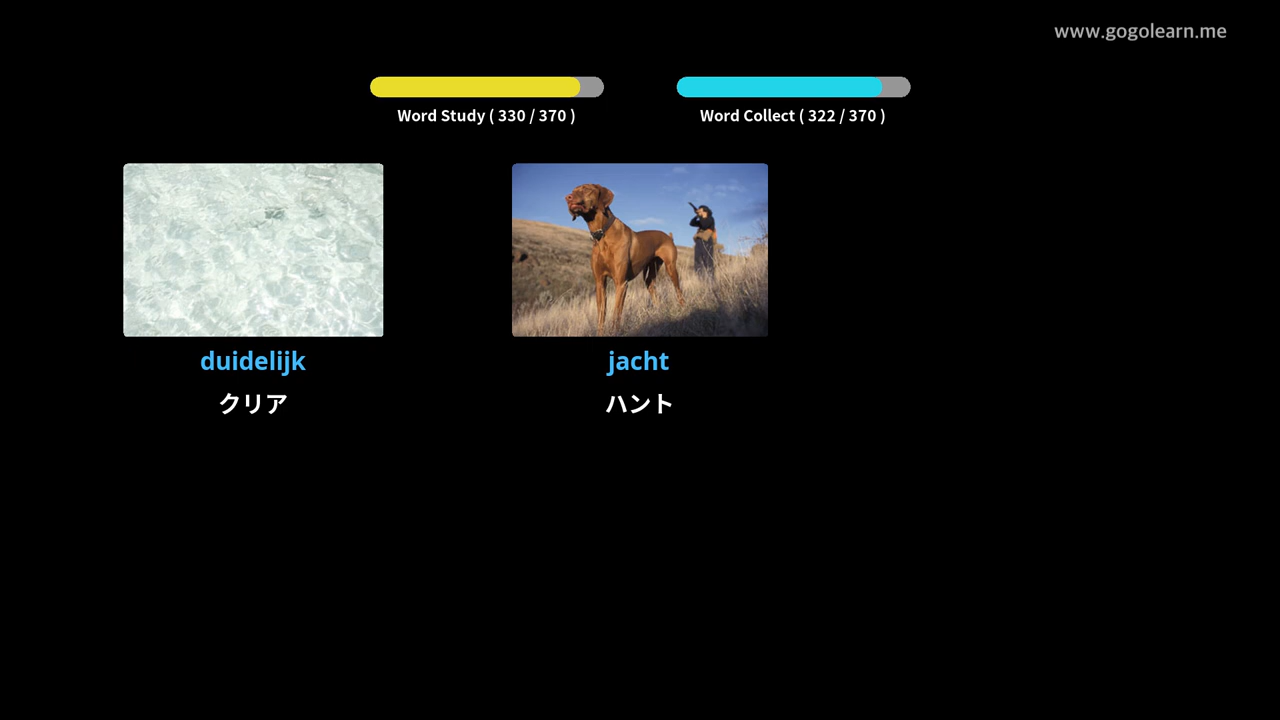 www.gogolearn.me
Word Study ( 330 / 370 )
Word Collect ( 322 / 370 )
duidelijk
クリア
jacht
ハント